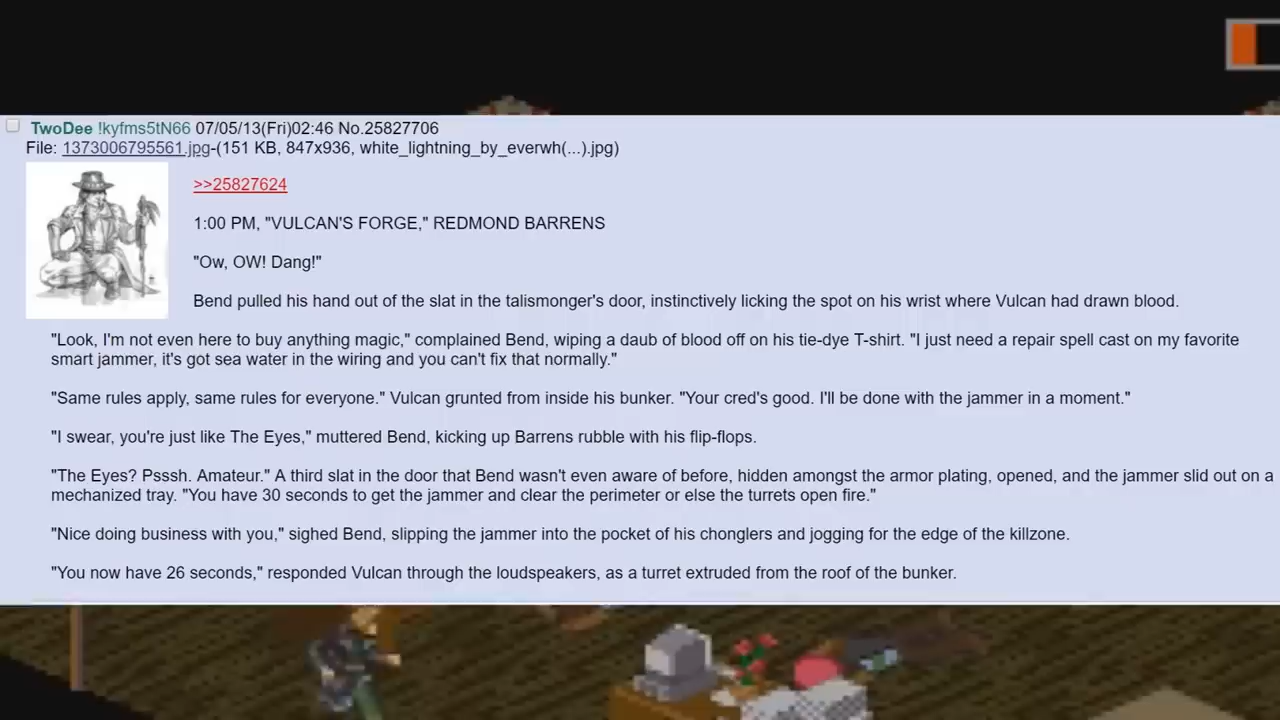 TwoDee !kyfms5tN66 07/05/13(Fri)02:46 No.25827706
File: 1373006795561.jpg-(151 KB, 847x936, white_lightning_by_everwh(...).jpg)
>>25827624
1:00 PM, "VULCAN'S FORGE," REDMOND BARRENS
"Ow, OW! Dang!"
Bend pulled his hand out of the slat in the talismonger's door, instinctively licking the spot on his wrist where Vulcan had drawn blood.
"Look, I'm not even here to buy anything magic," complained Bend, wiping a daub of blood off on his tie-dye T-shirt. "I just need a repair spell cast on my favorite
smart jammer, it's got sea water in the wiring and you can't fix that normally."
"Same rules apply, same rules for everyone." Vulcan grunted from inside his bunker. "Your cred's good. I'll be done with the jammer in a moment."
"I swear, you're just like The Eyes," muttered Bend, kicking up Barrens rubble with his flip-flops.
"The Eyes? Psssh. Amateur." A third slat in the door that Bend wasn't even aware of before, hidden amongst the armor plating, opened, and the jammer slid out on a
mechanized tray. "You have 30 seconds to get the jammer and clear the perimeter or else the turrets open fire."
"Nice doing business with you," sighed Bend, slipping the jammer into the pocket of his chonglers and jogging for the edge of the killzone.
"You now have 26 seconds," responded Vulcan through the loudspeakers, as a turret extruded from the roof of the bunker.